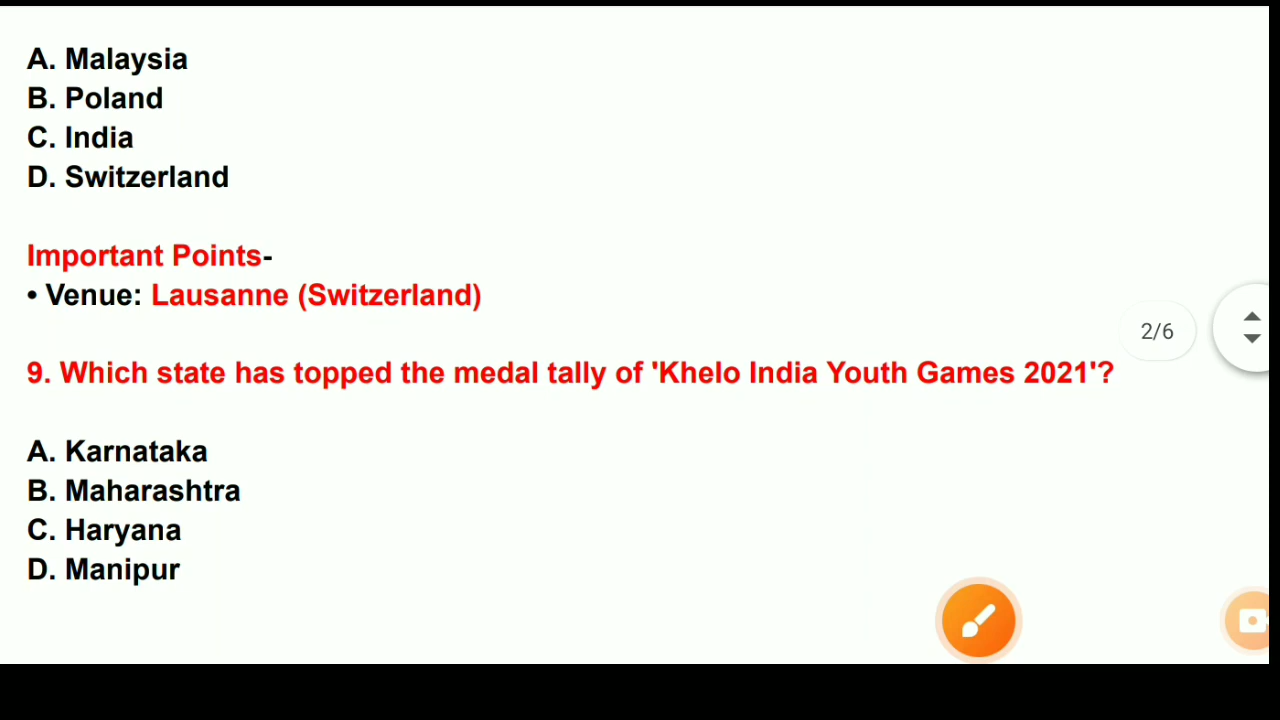 A. Malaysia
B. Poland
C. India
D. Switzerland
Important Points-
• Venue: Lausanne (Switzerland)
2/6
9. Which state has topped the medal tally of 'Khelo India Youth Games 2021'?
A. Karnataka
B. Maharashtra
C. Haryana
D. Manipur